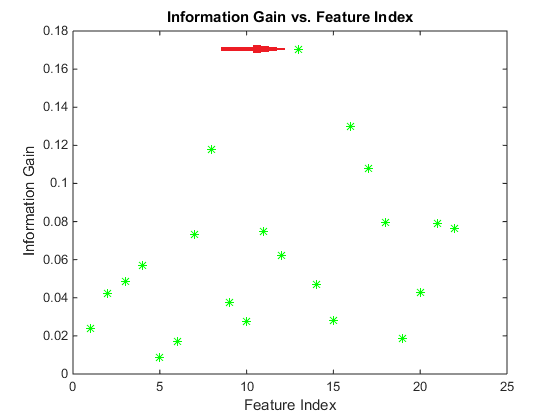 Information Gain vs. Feature Index
0.18
0.16
0.14
0.12
0.1
0.08
0.06
0.04
0.02
0
Information Gain
0 5 10 15 20 25
Feature Index